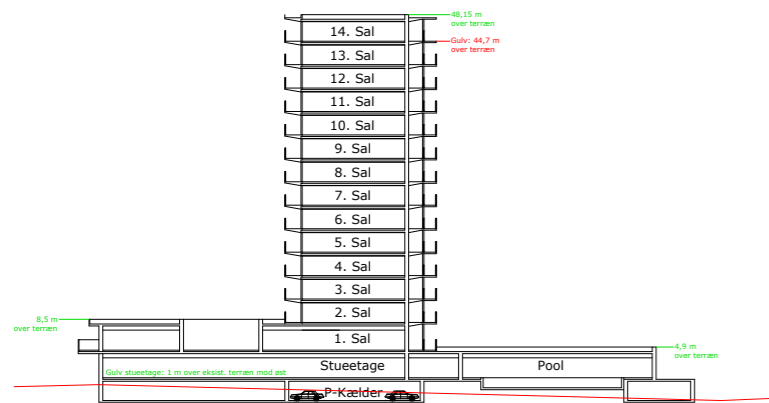 48,15 m
over terræn
14. Sal
Gulv: 44,7 m
over terræn
13. Sal
12. Sal
11. Sal
10. Sal
9. Sal
8. Sal
7. Sal
6. Sal
5. Sal
4. Sal
3. Sal
2. Sal
8,5 m
over terræn
1. Sal
4,9 m
over terræn
Stueetage
Pool
Gulv stueetage: 1 m over eksist. terræn mod øst
P-Kælder